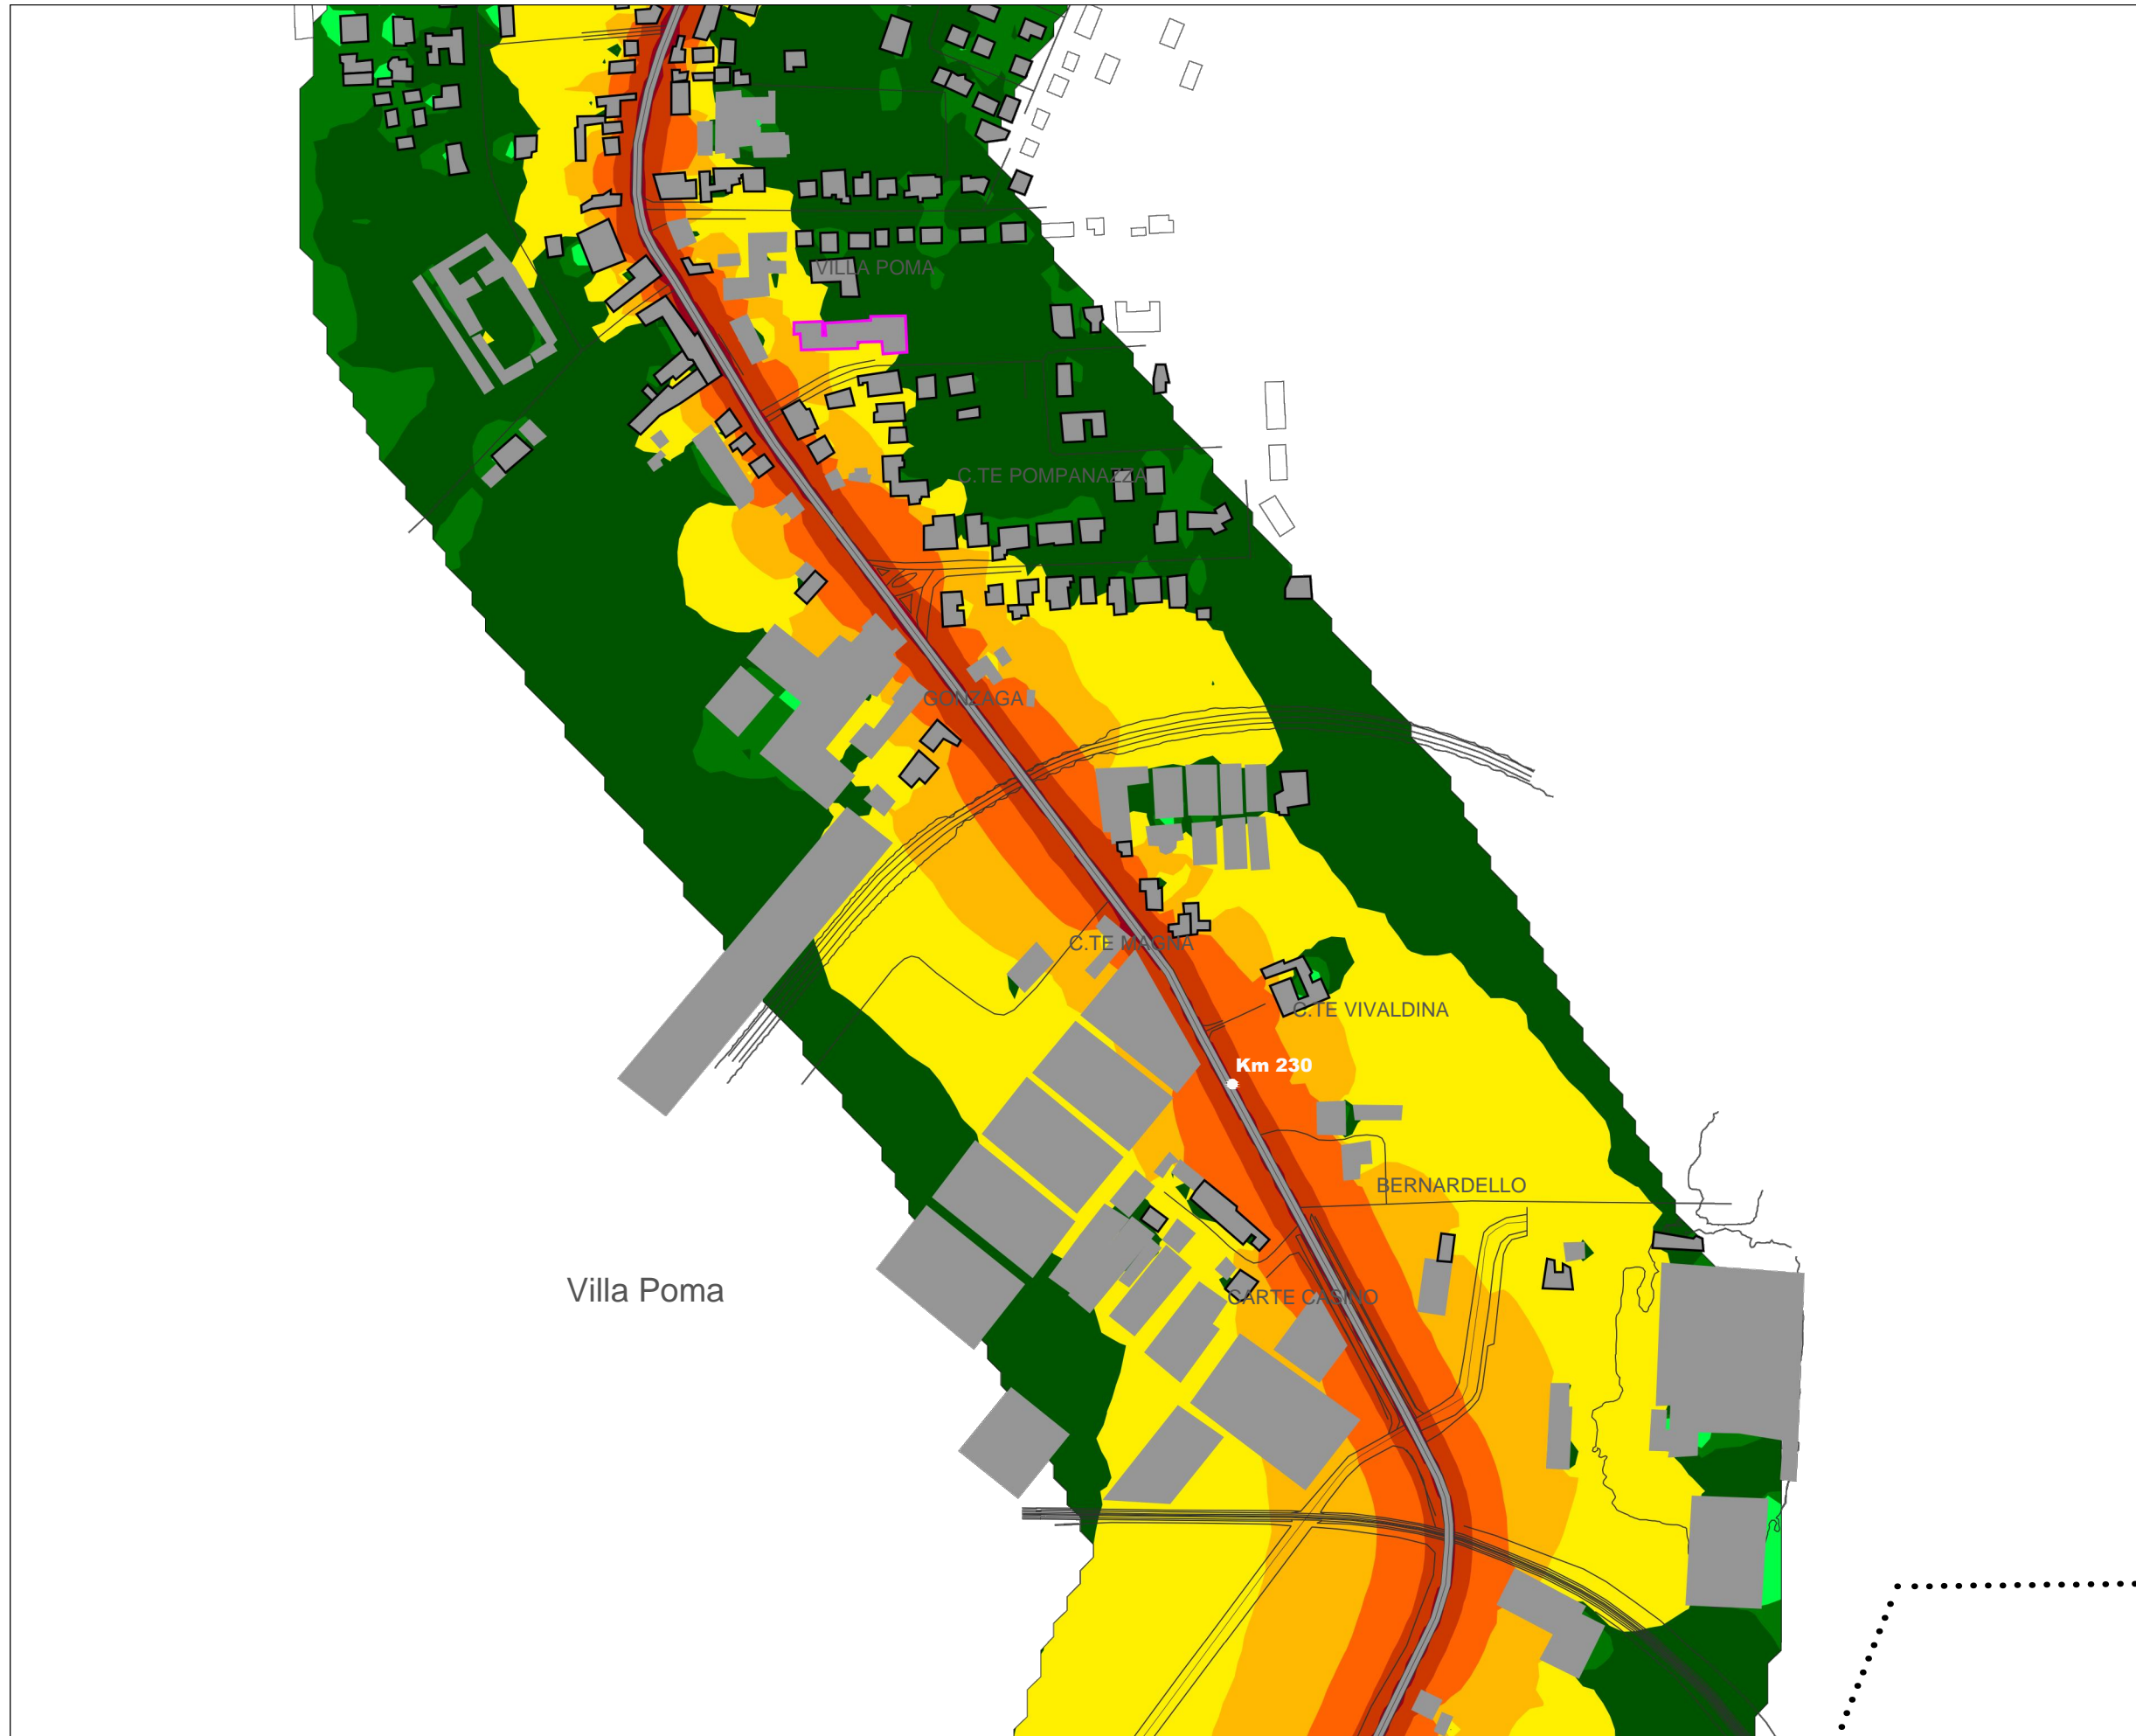 VILLA POMA
C.TE POMPANAZZA
GONZAGA
C.TE MAGNA
C.TE VIVALDINA
Km 230
BERNARDELLO
Villa Poma
CARTE CASINO